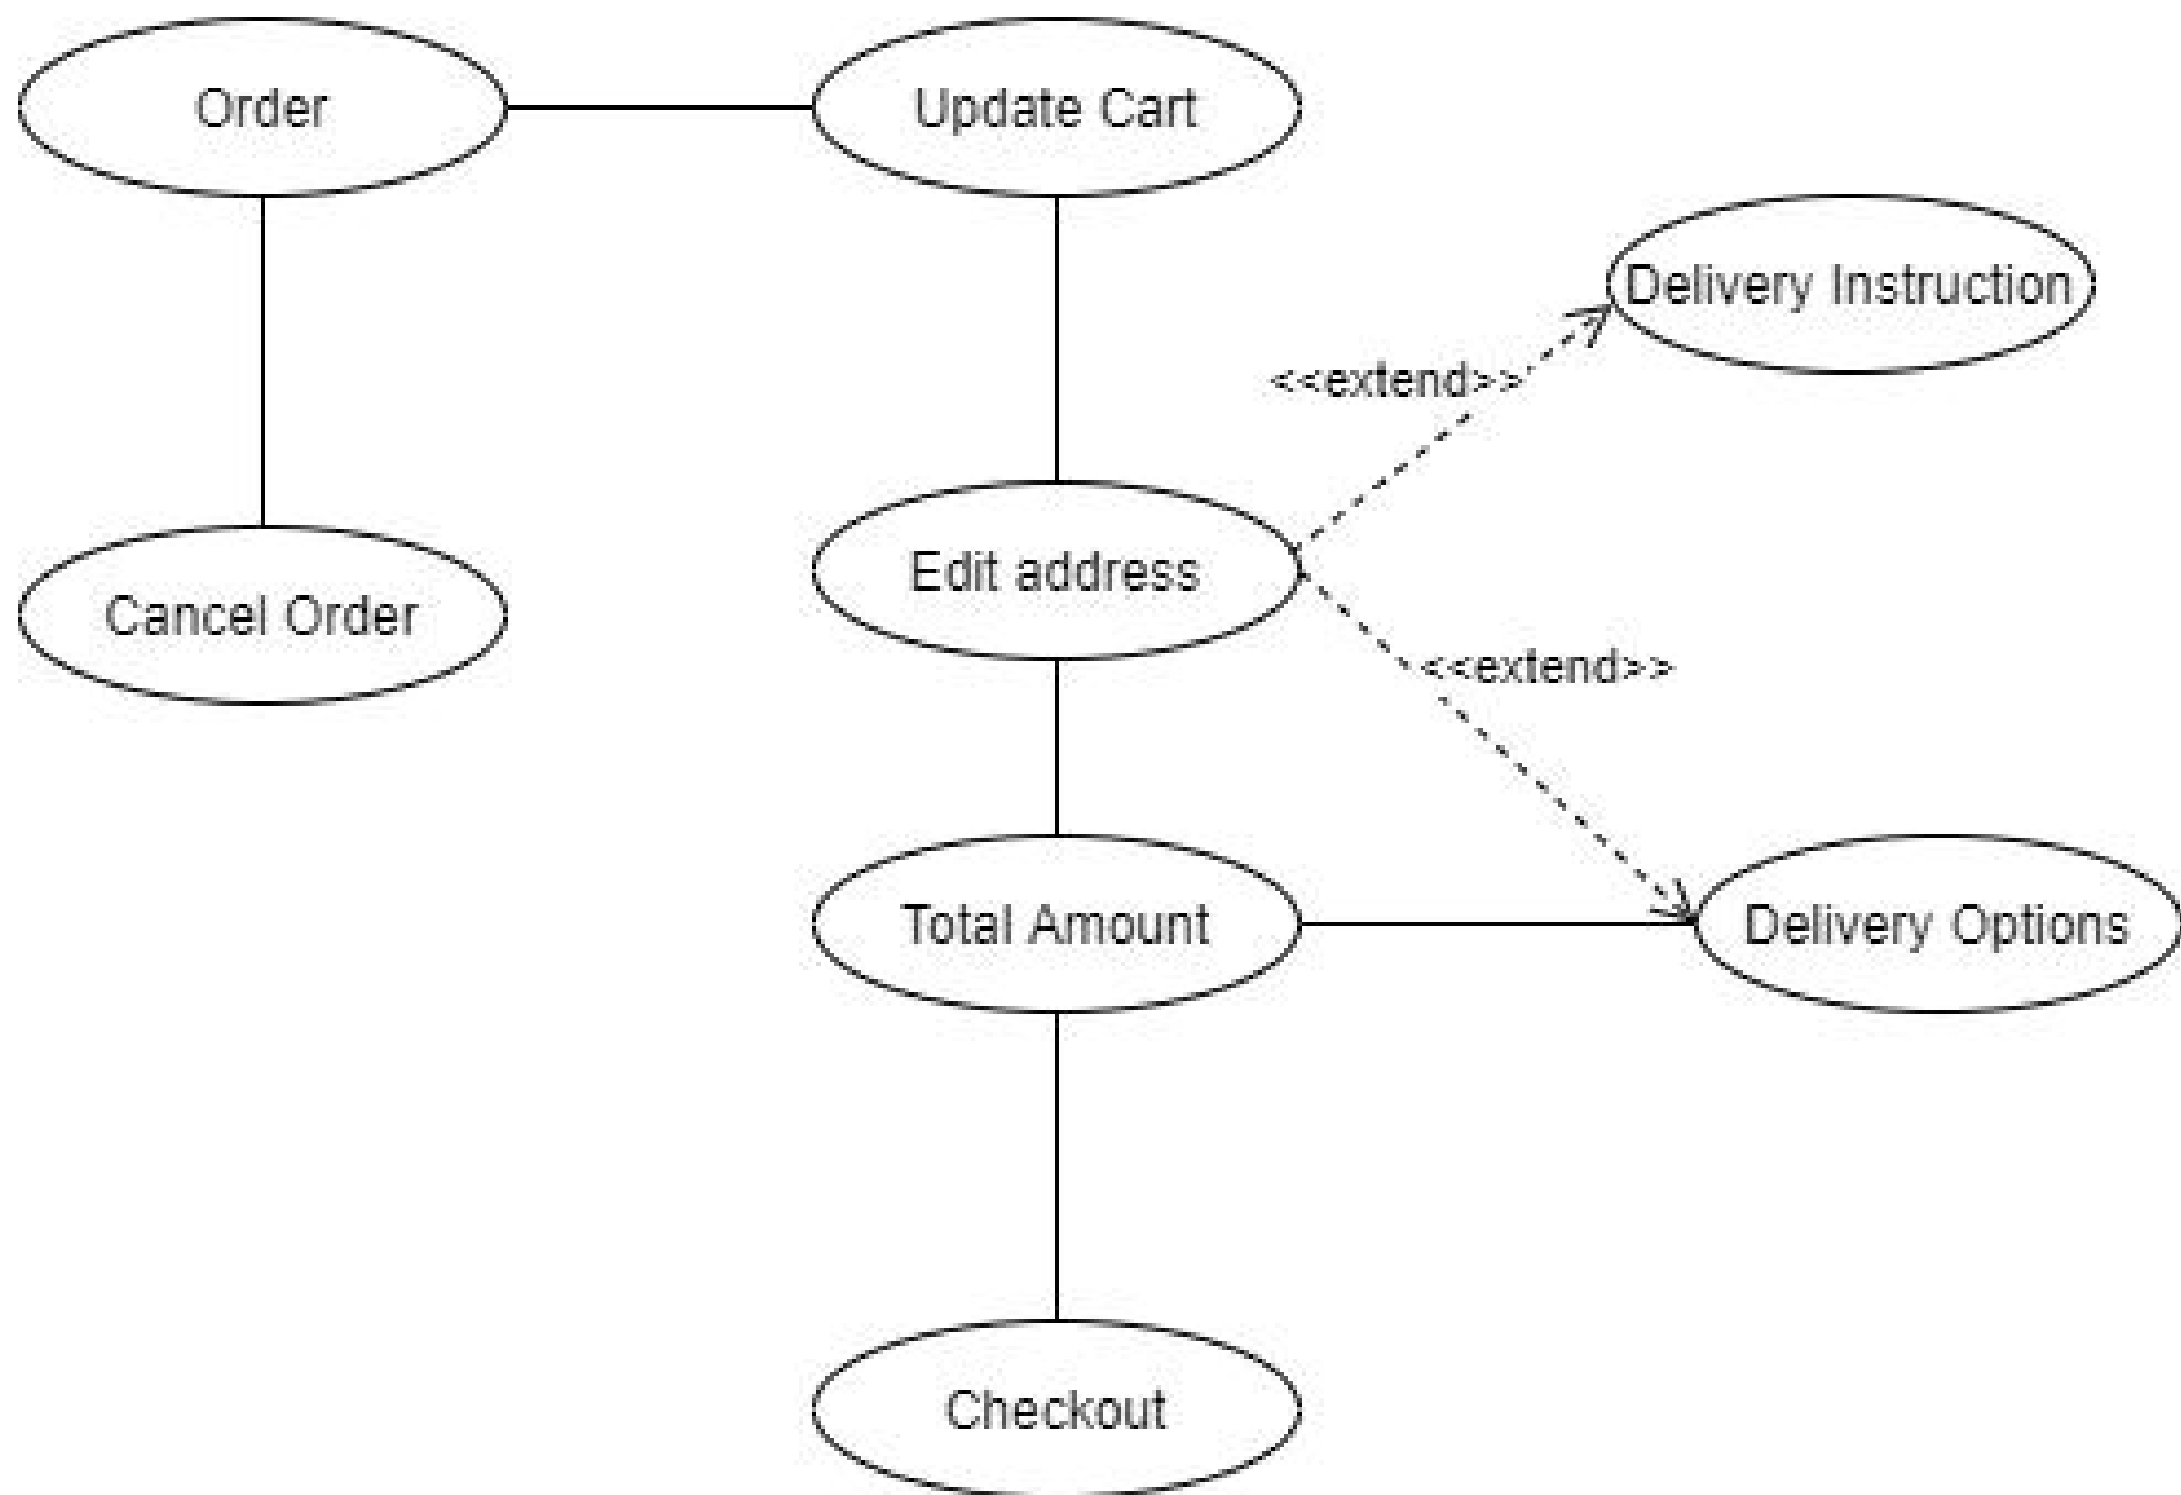 Order
Update Cart
Delivery Instruction
<<extend>>
Edit address
Cancel Order
<<extend>>
Total Amount
Delivery Options
Checkout